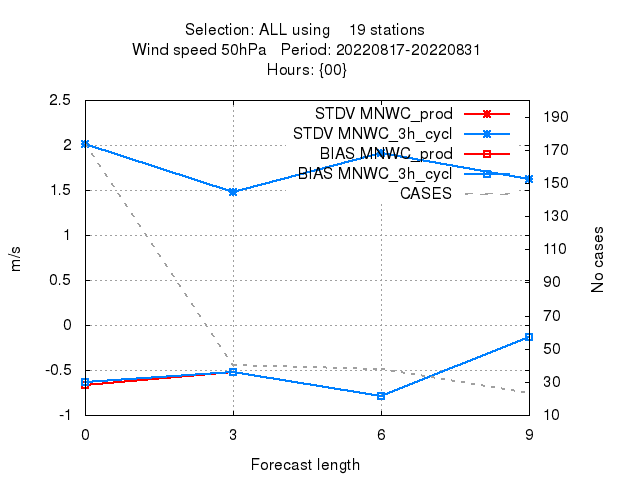 Selection: ALL using 19 stations
Wind speed 50hPa Period: 20220817-20220831
Hours: {00}
2.5
2
1.5
1
0.5
0
-0.5
-1
m/s
STDV MNWC_prod
STDV MNWC_3h_cycl
BIAS MNWC_prod
BIAS MNWC_3h_cycl
CASES
190
170
150
130
110
90
70
50
30
10
No cases
0 3 6 9
Forecast length